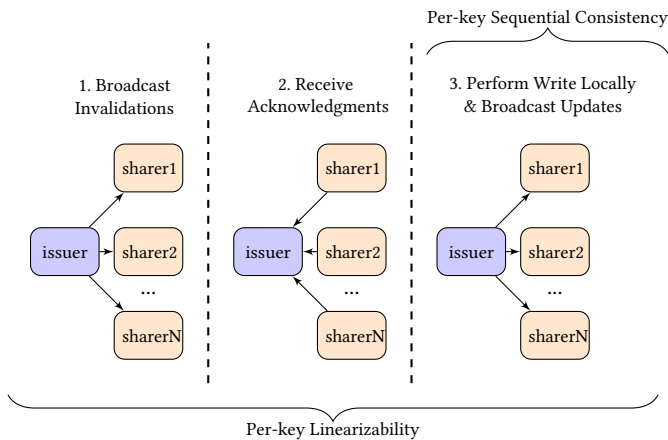 Per-key Sequential Consistency
1. Broadcast
Invalidations
2. Receive
Acknowledgments
3. Perform Write Locally
& Broadcast Updates
sharer1
issuer
sharer2
...
sharerN
sharer1
issuer
sharer2
...
sharerN
sharer1
issuer
sharer2
...
sharerN
Per-key Linearizability